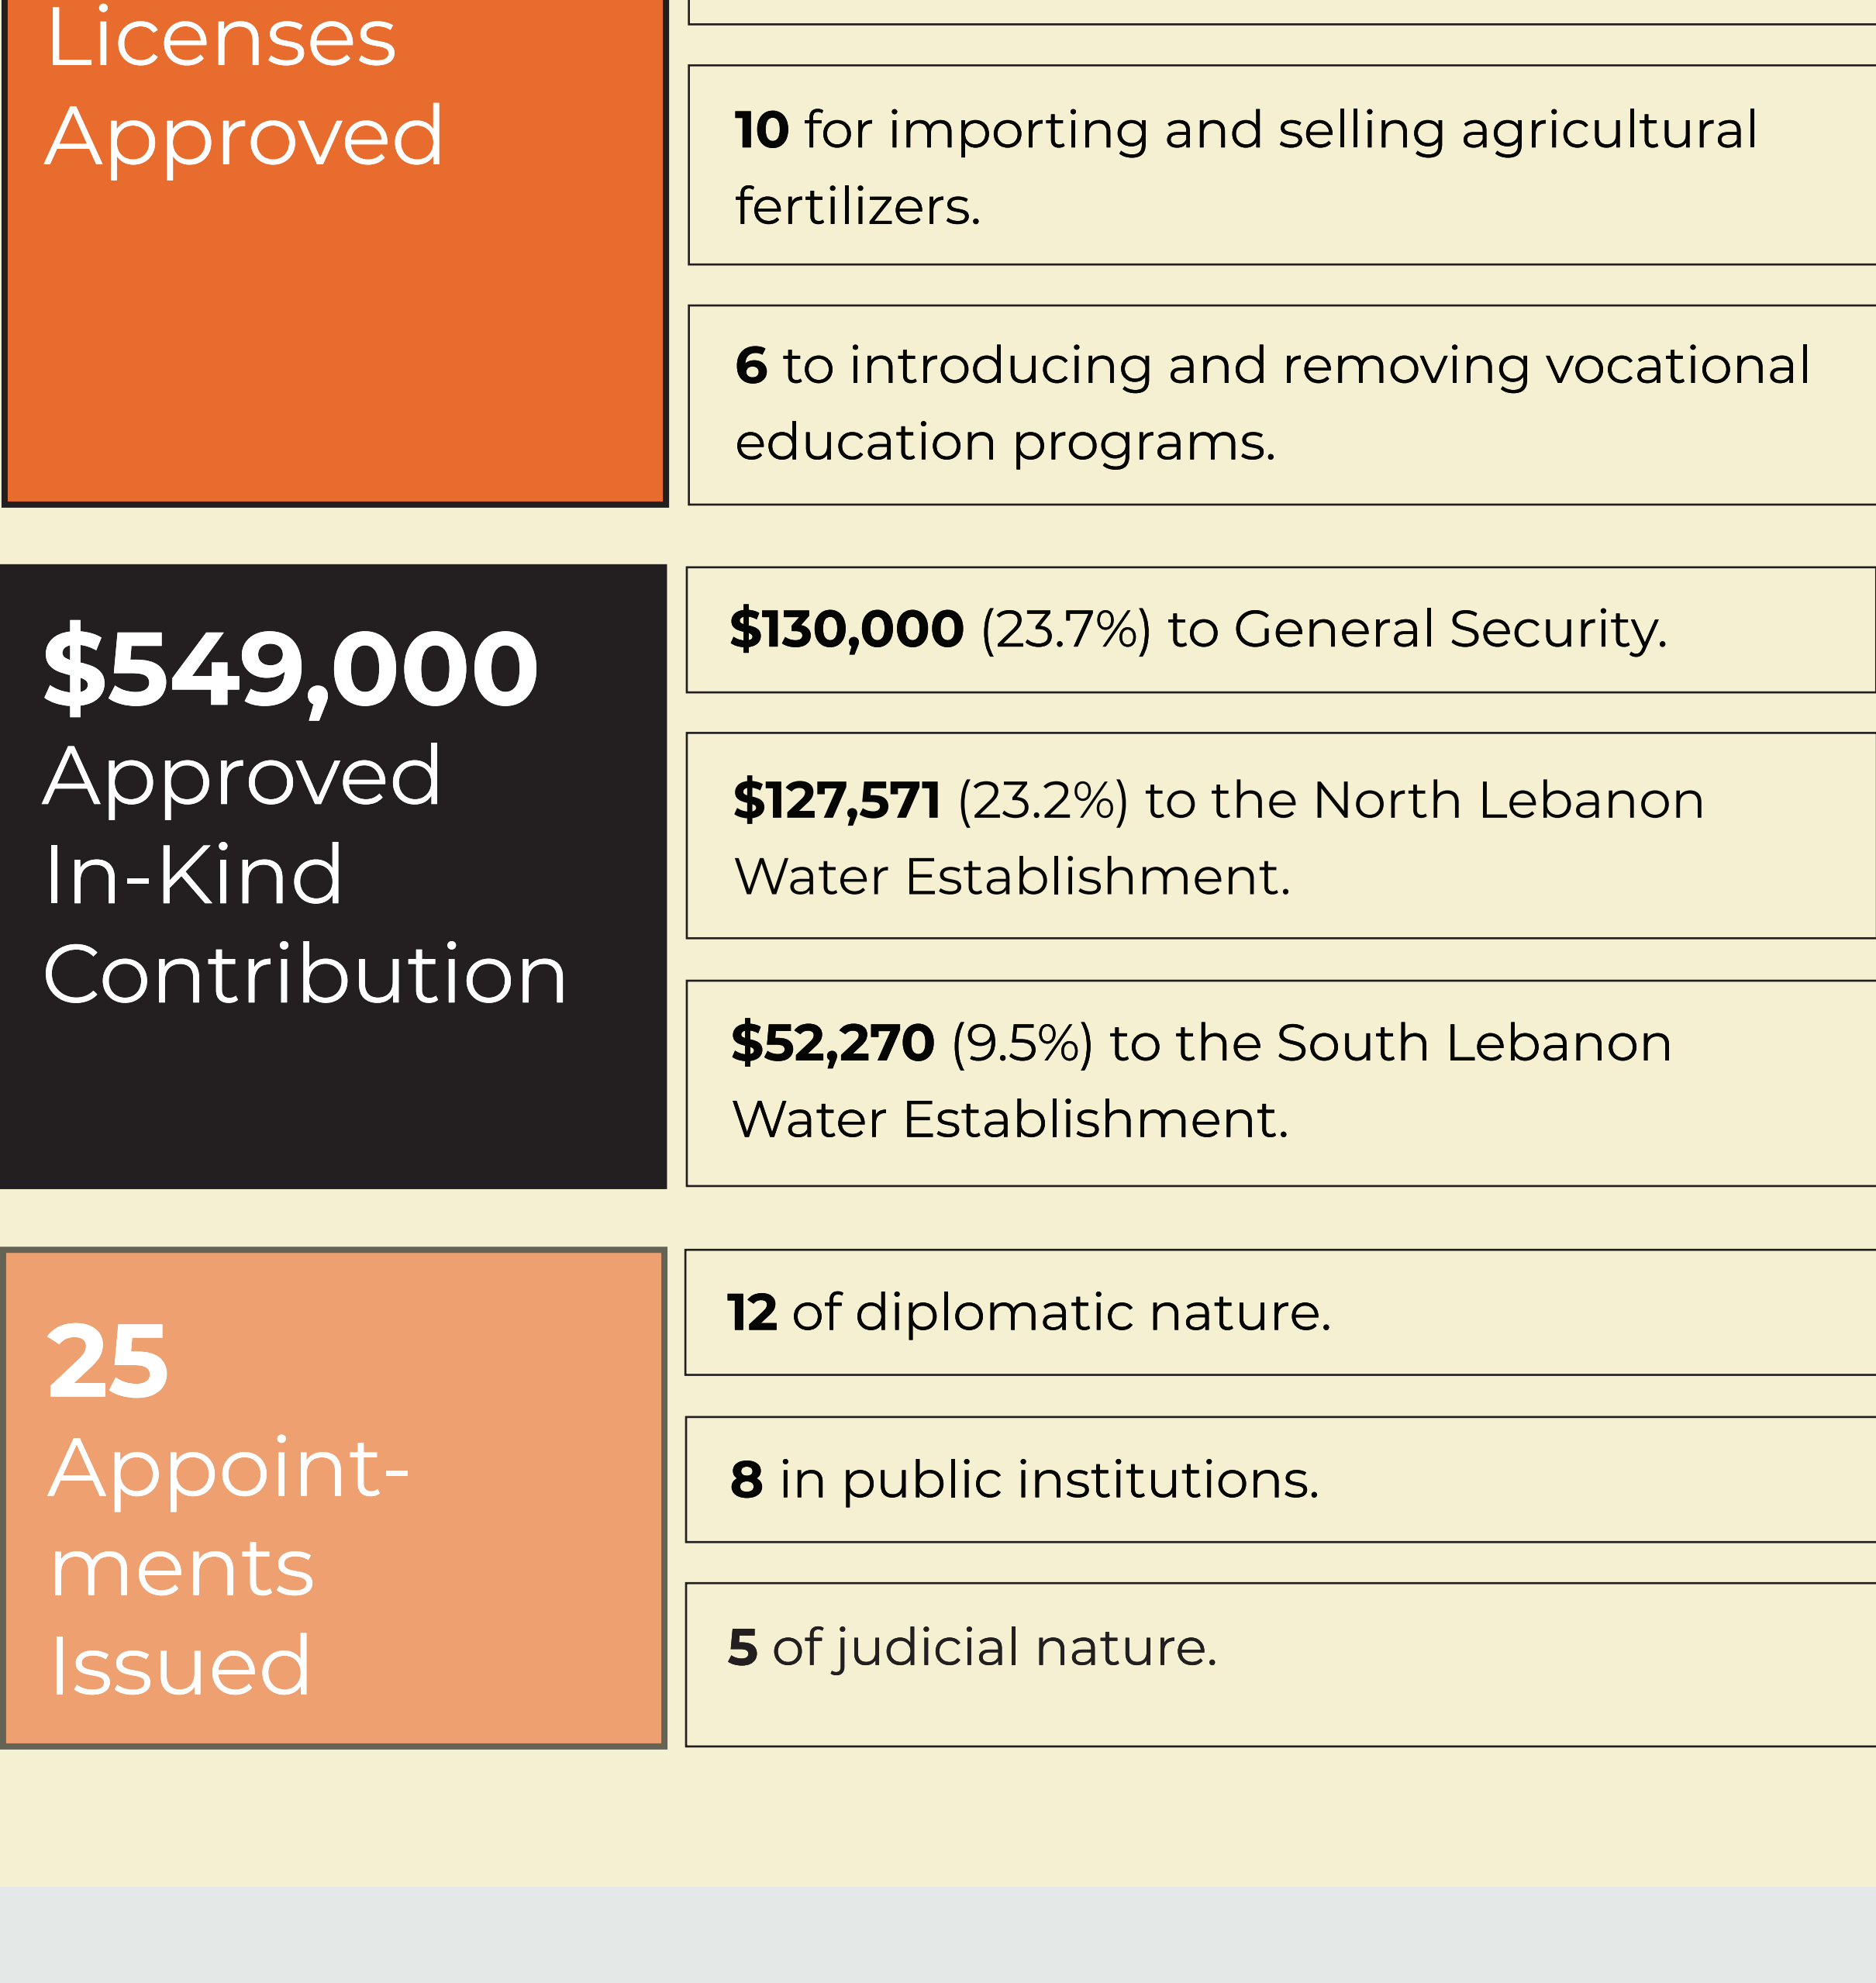 Licenses
Approved
10 for importing and selling agricultural
fertilizers.
6 to introducing and removing vocational
education programs.
$549,000
Approved
In-Kind
Contribution
$130,000 (23.7%) to General Security.
$127,571 (23.2%) to the North Lebanon
Water Establishment.
$52,270 (9.5%) to the South Lebanon
Water Establishment.
25
Appoint-
ments
Issued
12 of diplomatic nature.
8 in public institutions.
5 of judicial nature.